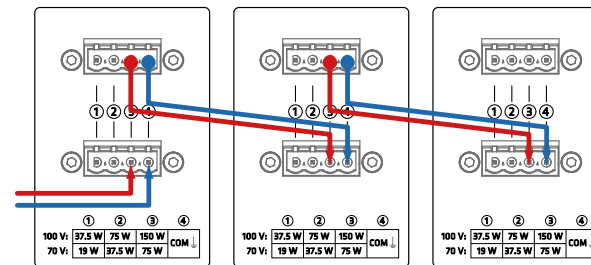 ① ② ③ ④ ① ② ③ ④ ① ② ③ ④
① ② ③ ④ ① ② ③ ④ ① ② ③ ④
100 V: 37.5 W 75 W 150 W COM 100 V: 37.5 W 75 W 150 W COM 100 V: 37.5 W 75 W 150 W COM
70 V: 19 W 37.5 W 75 W 70 V: 19 W 37.5 W 75 W 70 V: 19 W 37.5 W 75 W